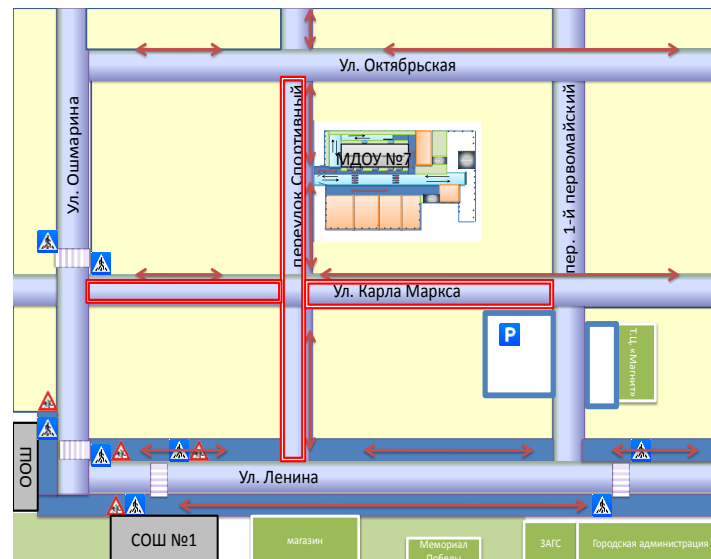 Ул. Октябрьская
Ул. Ошмарина
переулок Спортивный
МДОУ №7
пер. 1-й первомайский
Ул. Карла Маркса
P
Т.Ц. «Магнит»
ШОО
Ул. Ленина
СОШ №1
магазин
Мемориал
Победы
ЗАГС
Городская администрация